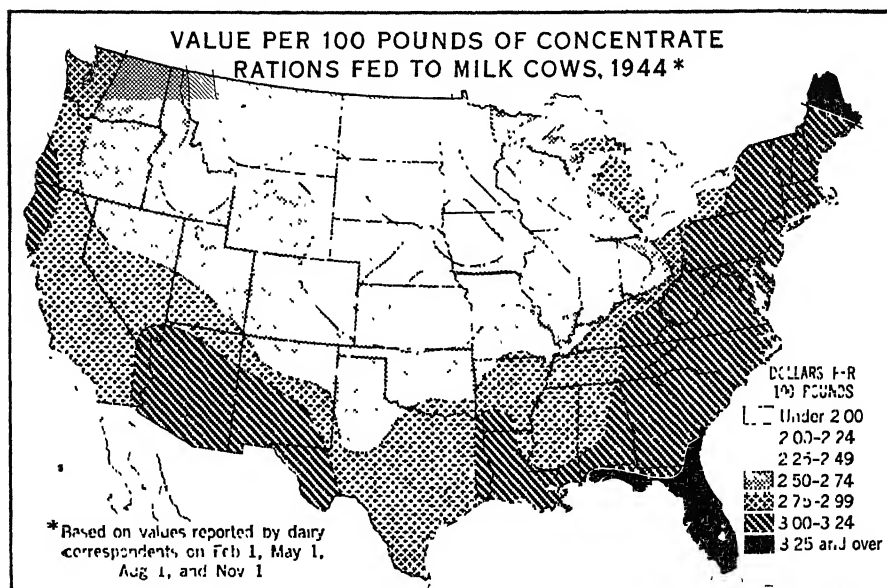 VALUE PER 100 POUNDS OF CONCENTRATE
RATIONS FED TO MILK COWS, 1944*
DOLLARS PER
100 POUNDS
Under 2.00
2.00-2.24
2.25-2.49
2.50-2.74
2.75-2.99
3.00-3.24
3.25 and over
*Based on values reported by dairy
correspondents on Feb 1, May 1,
Aug 1, and Nov 1